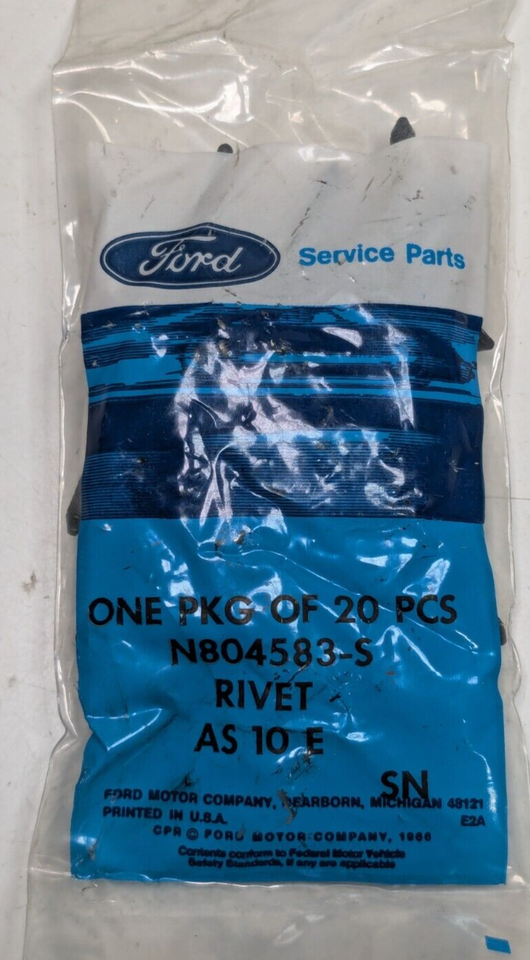 Ford
Service Parts
ONE PKG OF 20 PCS
N804583-S
RIVET
AS 10 E
SN
FORD MOTOR COMPANY, DEARBORN, MICHIGAN 48121
PRINTED IN U.S.A. E2A
CPR © FORD MOTOR COMPANY, 1966
Contents conform to Federal Motor Vehicle
Safety Standards, if any are applicable